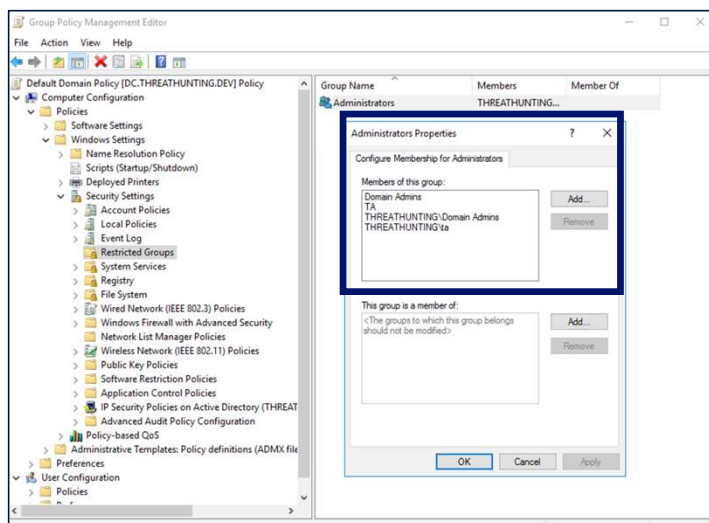 Group Policy Management Editor
File Action View Help
Default Domain Policy [DC.THREATHUNTING.DEV] Policy
Computer Configuration
Policies
Software Settings
Windows Settings
Name Resolution Policy
Scripts (Startup/Shutdown)
Deployed Printers
Security Settings
Account Policies
Local Policies
Event Log
Restricted Groups
System Services
Registry
File System
Wired Network (IEEE 802.3) Policies
Windows Firewall with Advanced Security
Network List Manager Policies
Wireless Network (IEEE 802.11) Policies
Public Key Policies
Software Restriction Policies
Application Control Policies
IP Security Policies on Active Directory (THREAT
Advanced Audit Policy Configuration
Policy-based QoS
Administrative Templates: Policy definitions (ADMX file
Preferences
User Configuration
Policies
Group Name Members Member Of
Administrators THREATHUNTING...
Administrators Properties ? X
Configure Membership for Administrators
Members of this group:
Domain Admins
TA
THREATHUNTING\Domain Admins
THREATHUNTING\ta
Add...
Remove
This group is a member of:
<The groups to which this group belongs
should not be modified>
Add...
Remove
OK Cancel Apply